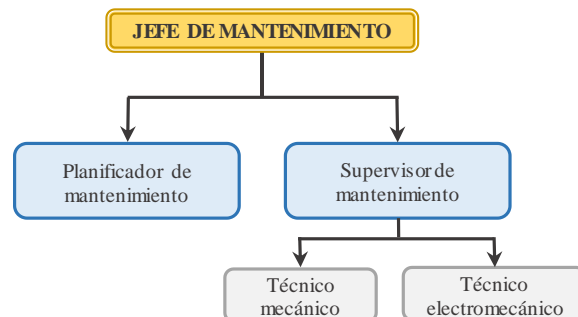 JEFE DE MANTENIMIENTO
Planificador de
mantenimiento
Supervisor de
mantenimiento
Técnico
mecánico
Técnico
electromecánico